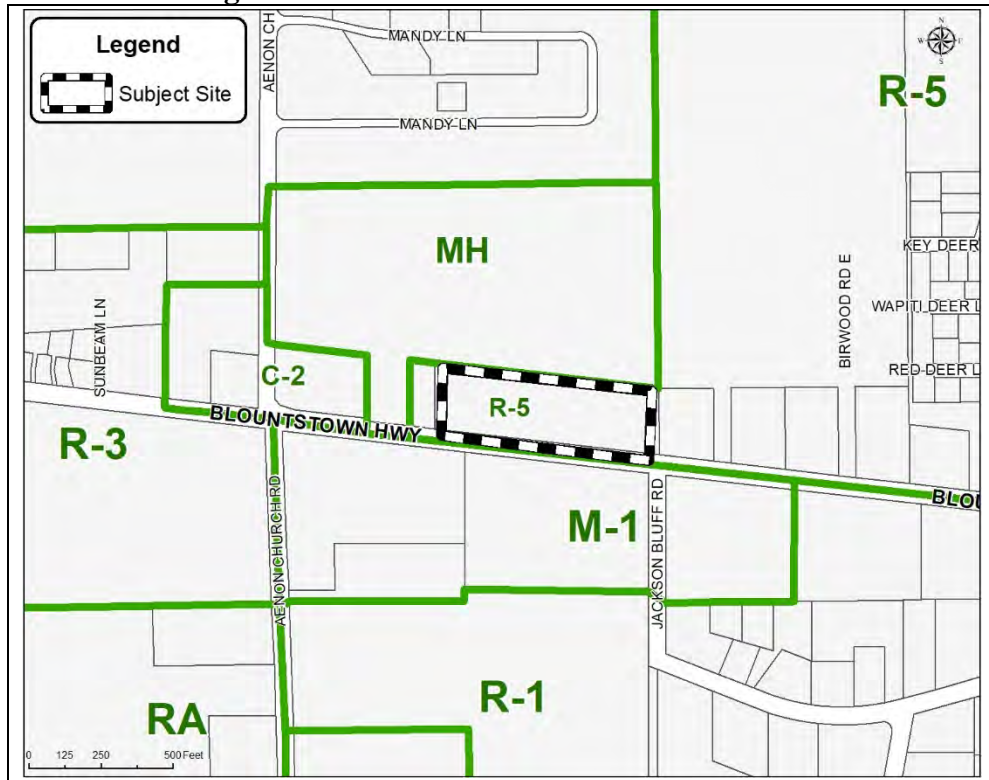 Legend
Subject Site
AENON CH
MANDY LN
MANDY LN
W E
S
R-5
MH
KEY DEER
WAPITI DEER L
RED DEER L
BIRWOOD RD E
SUNBEAM LN
C-2
R-5
BLOUNTSTOWN HWY
R-3
BLOU
M-1
AENON CHURCH RD
JACKSON BLUFF RD
RA
R-1
0 125 250 500 Feet